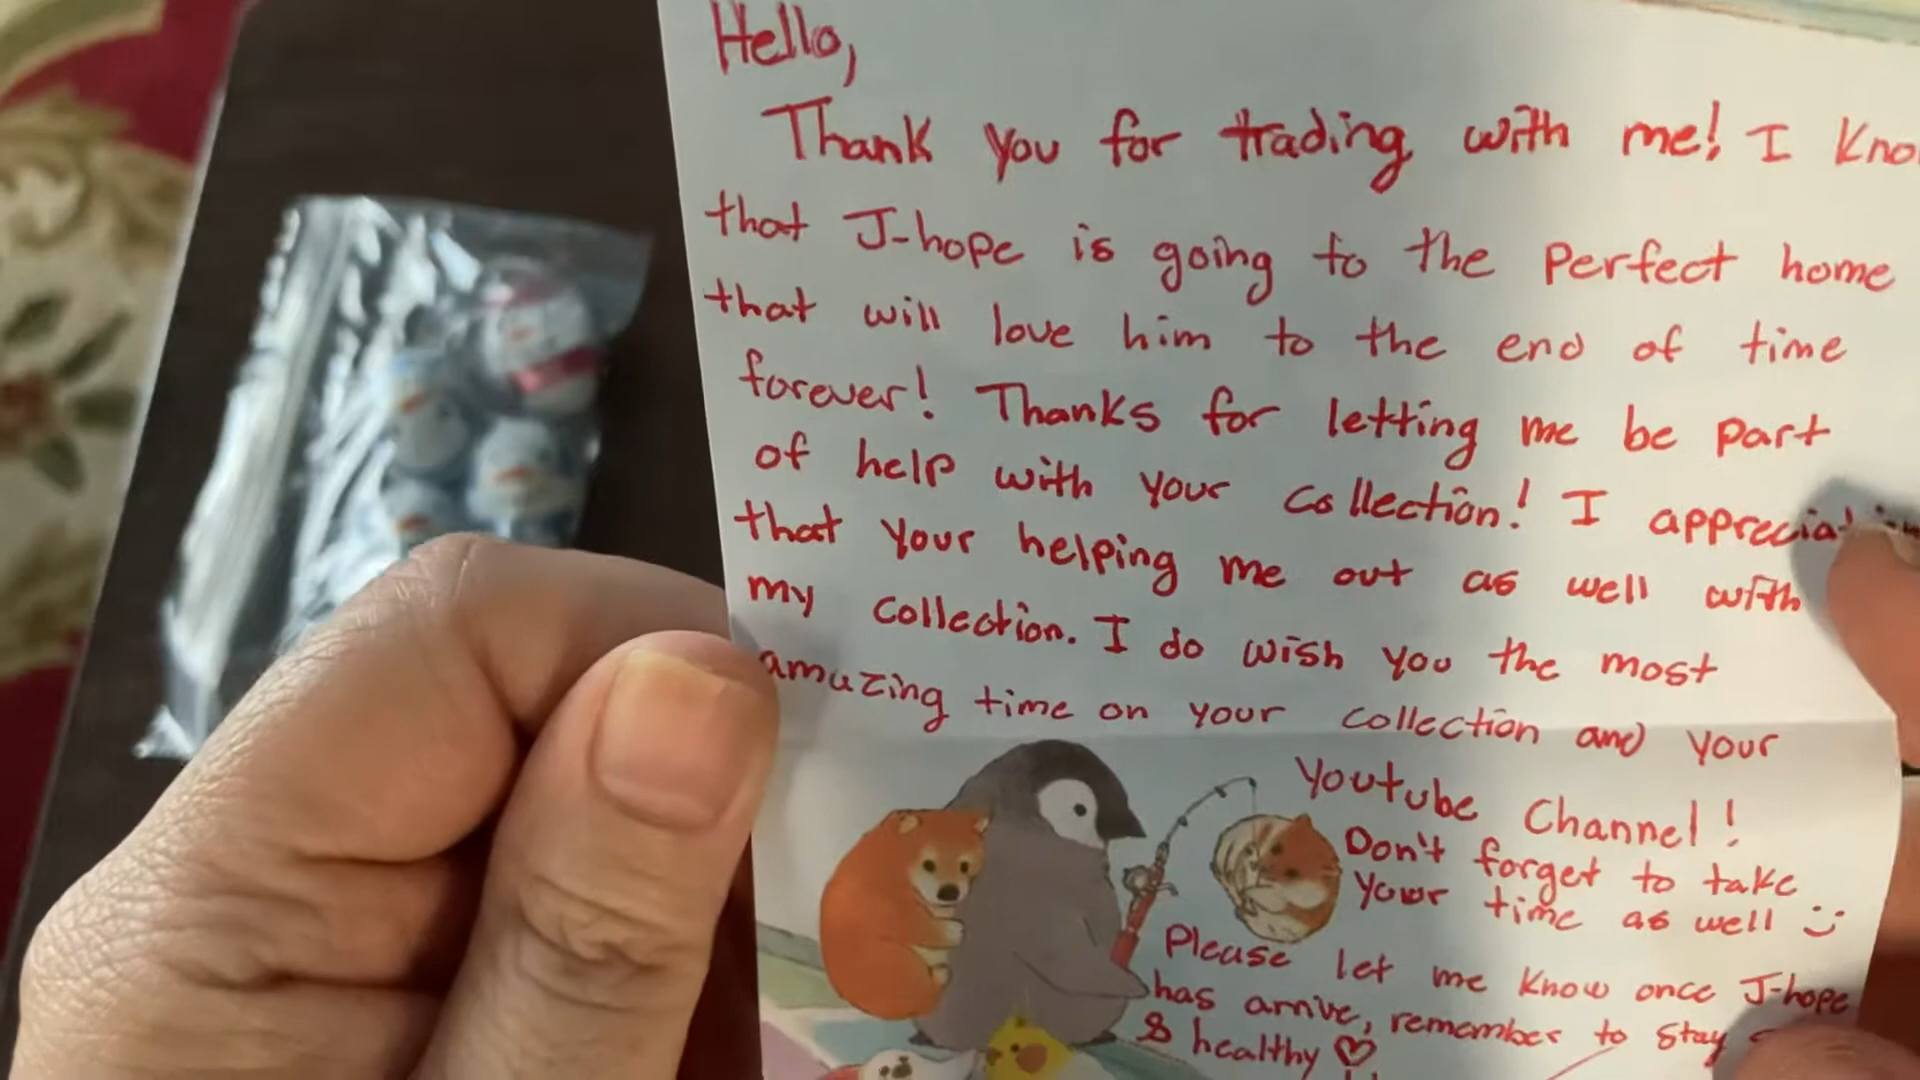 Hello,
Thank you for trading with me! I Kno
that J-hope is going to the perfect home
that will love him to the end of time
forever! Thanks for letting me be part
of help with your collection! I
that your helping me out as well with
my collection. I do wish you the most
amazing time on your collection and your
Youtube Channel!
Don't forget to take
your time as well :)
Please let me know once J-hope
has arrive, remember to stay
& healthy ♡